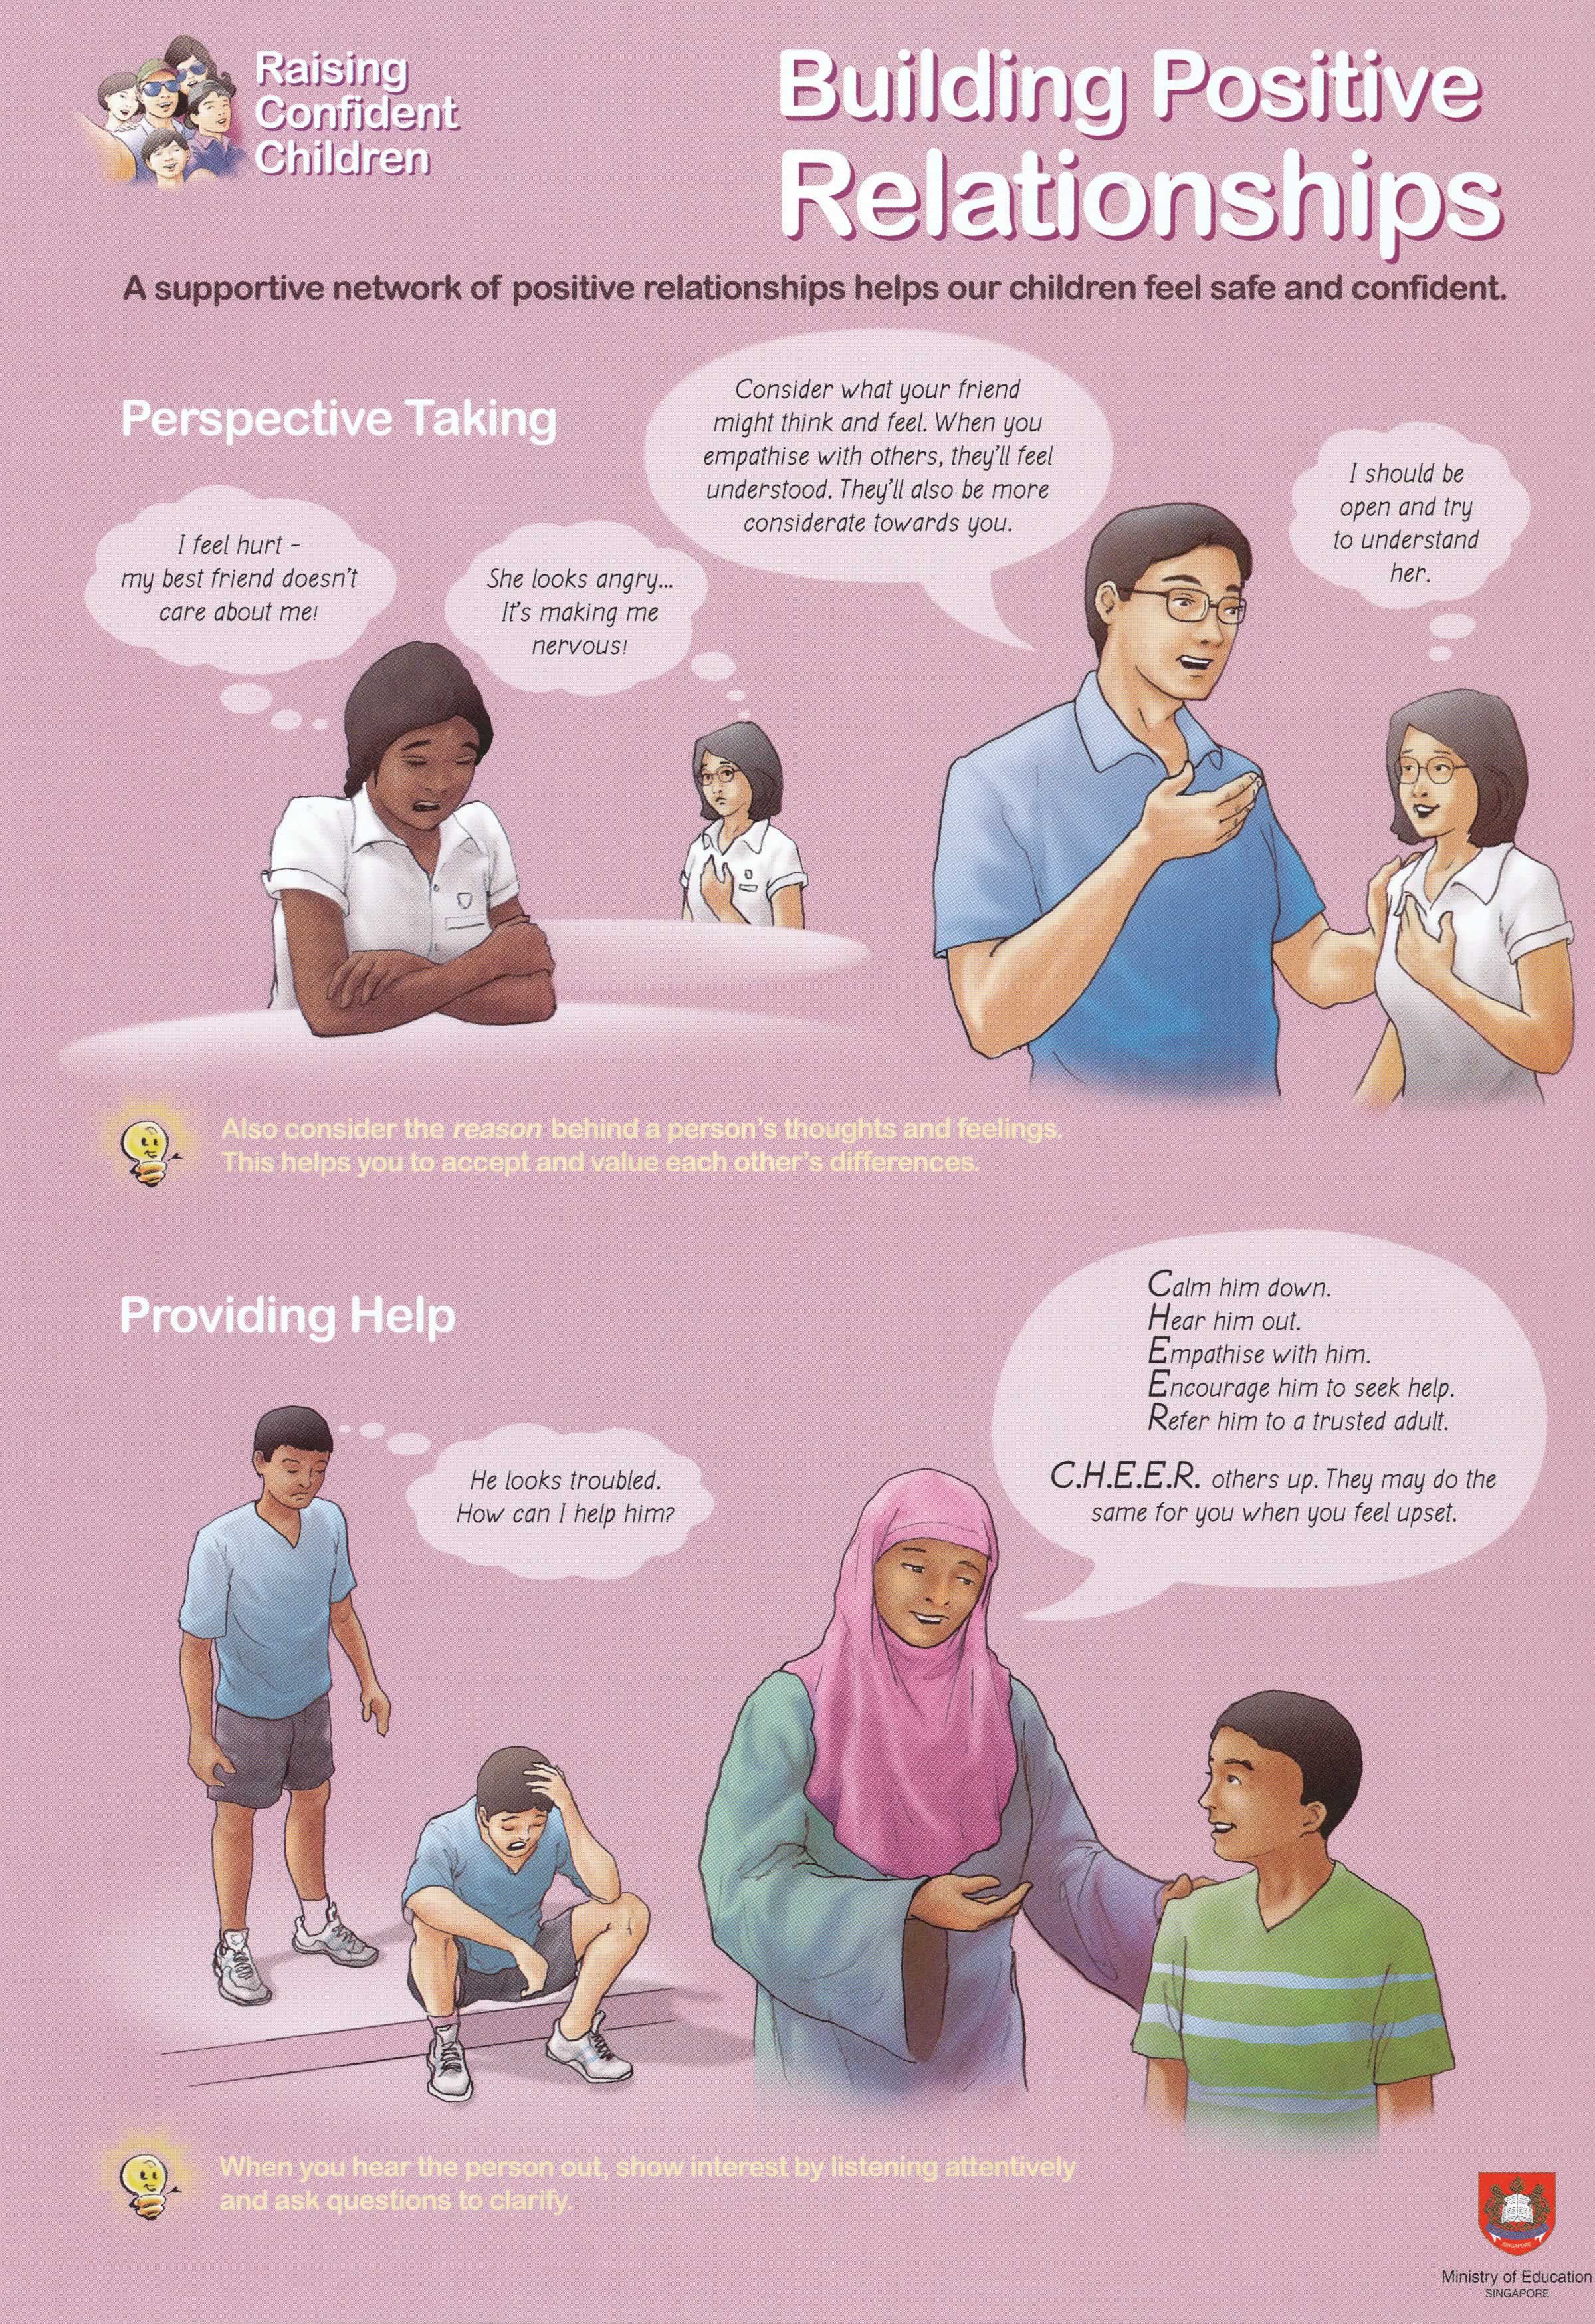 Raising
Confident
Children
Building Positive
Relationships
A supportive network of positive relationships helps our children feel safe and confident.
Perspective Taking
I feel hurt –
my best friend doesn't
care about me!
She looks angry...
It's making me
nervous!
Consider what your friend
might think and feel. When you
empathise with others, they'll feel
understood. They'll also be more
considerate towards you.
I should be
open and try
to understand
her.
Also consider the reason behind a person's thoughts and feelings.
This helps you to accept and value each other's differences.
Providing Help
He looks troubled.
How can I help him?
Calm him down.
Hear him out.
Empathise with him.
Encourage him to seek help.
Refer him to a trusted adult.
C.H.E.E.R. others up. They may do the
same for you when you feel upset.
When you hear the person out, show interest by listening attentively
and ask questions to clarify.
SINGAPORE
Ministry of Education
SINGAPORE